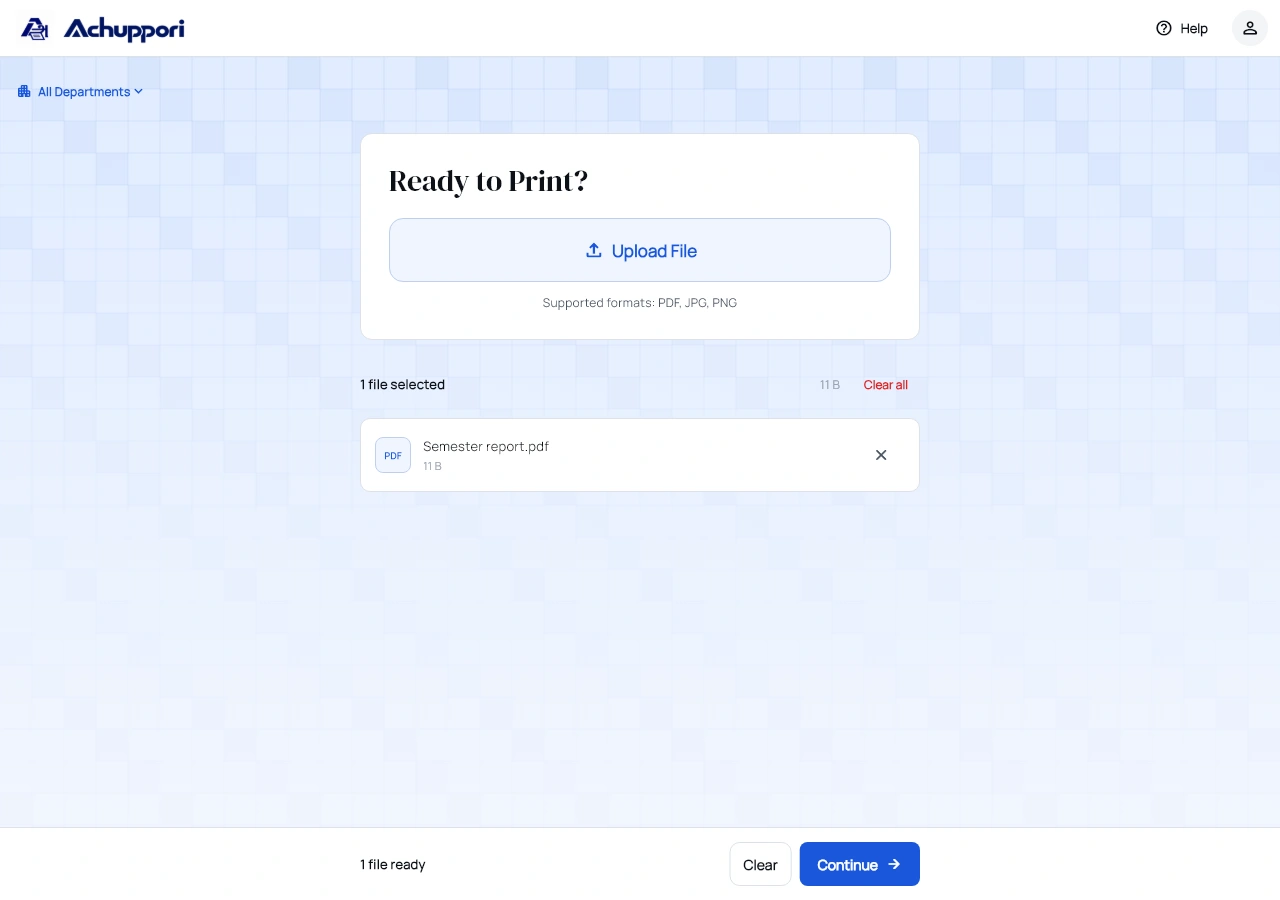 Achuppori
Help
All Departments
Ready to Print?
Upload File
Supported formats: PDF, JPG, PNG
1 file selected
11 B
Clear all
PDF
Semester report.pdf
11 B
1 file ready
Clear
Continue